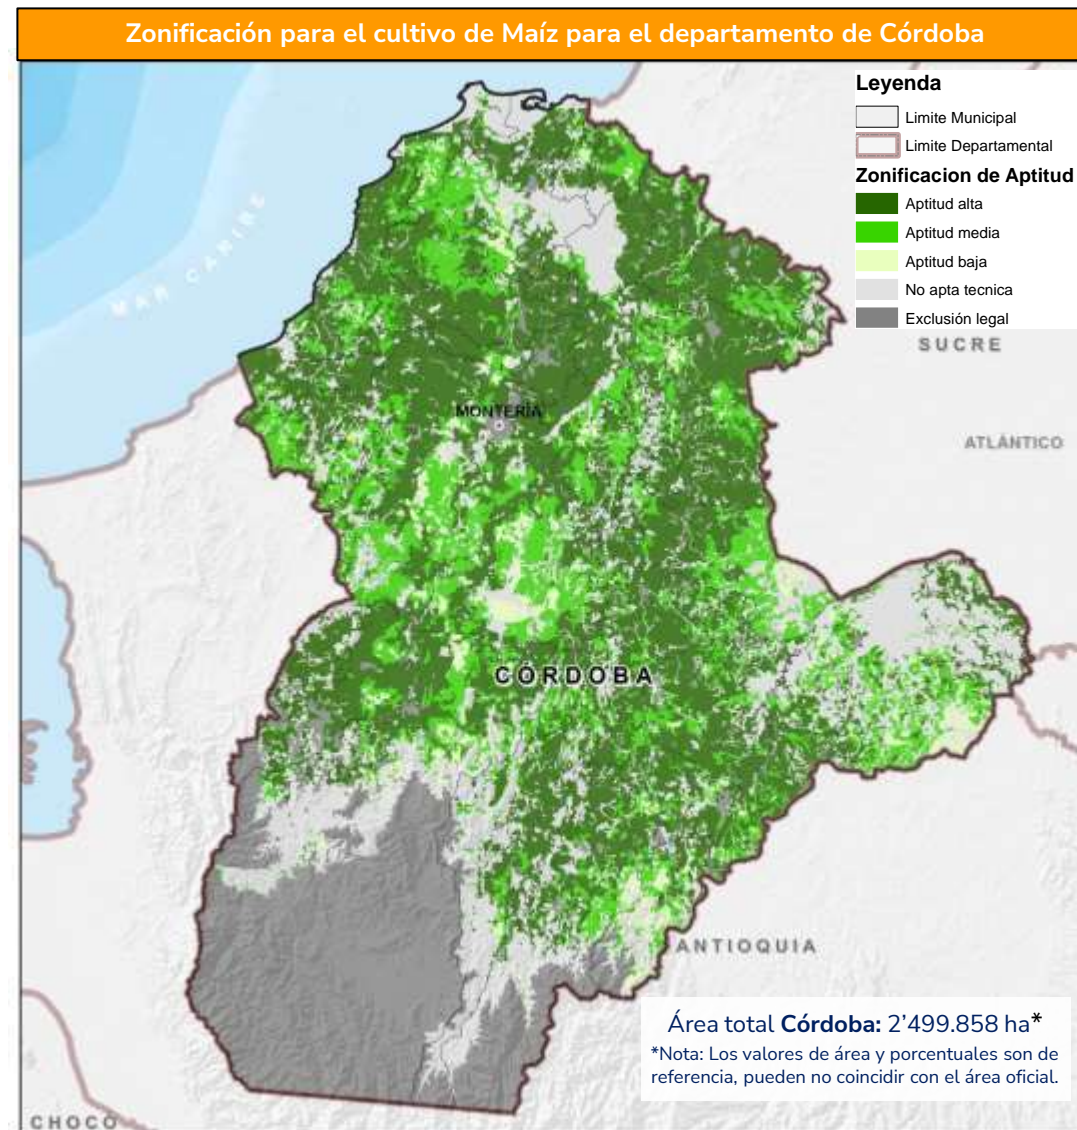 Zonificación para el cultivo de Maíz para el departamento de Córdoba
Leyenda
Limite Municipal
Limite Departamental
Zonificacion de Aptitud
Aptitud alta
Aptitud media
Aptitud baja
No apta tecnica
Exclusión legal
MAR CARIBE
SUCRE
MONTERÍA
ATLÁNTICO
CÓRDOBA
ANTIOQUIA
Área total Córdoba: 2’499.858 ha*
*Nota: Los valores de área y porcentuales son de
referencia, pueden no coincidir con el área oficial.
CHOCO